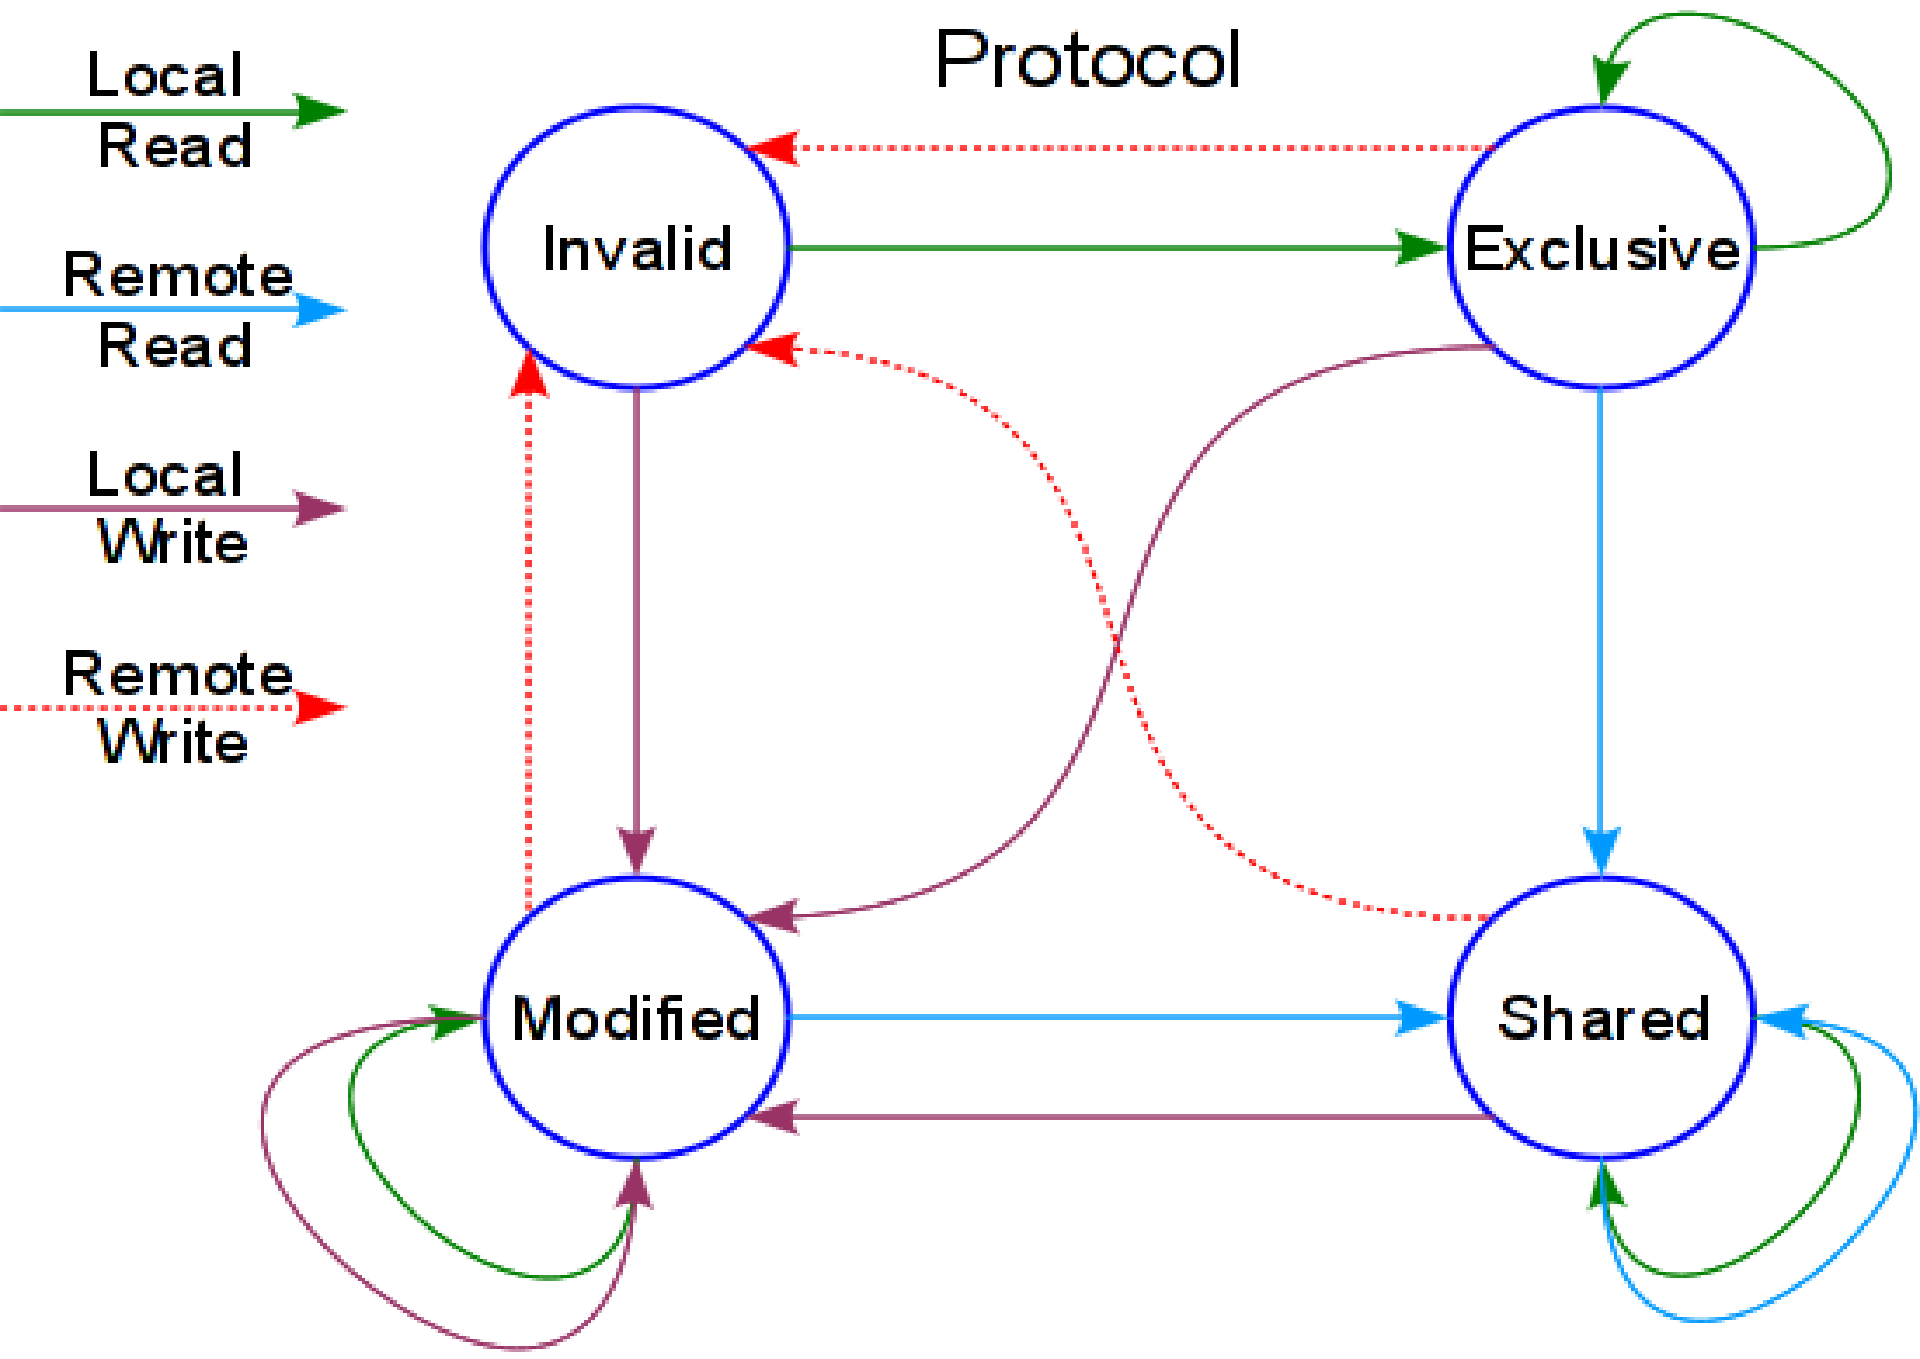 Protocol
Local
Read
Remote
Read
Local
Write
Remote
Write
Invalid
Exclusive
Modified
Shared